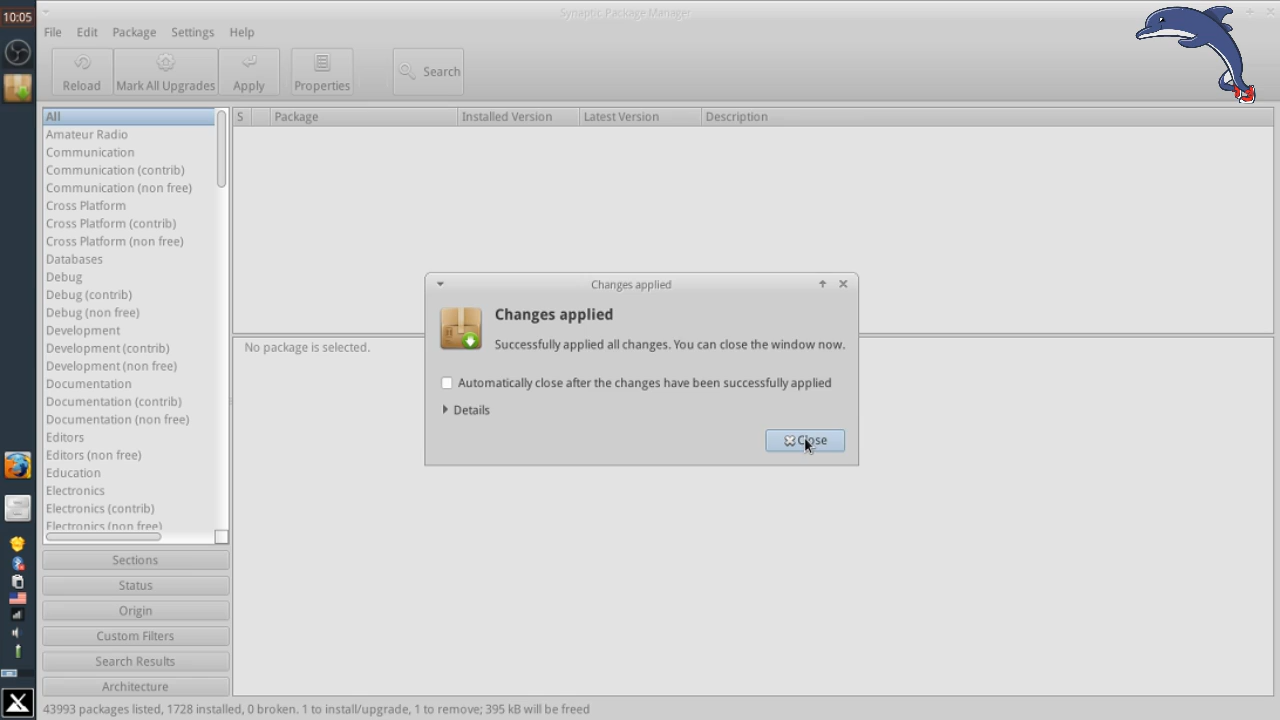 10:05
Synaptic Package Manager
File Edit Package Settings Help
Reload Mark All Upgrades Apply Properties Search
All
Amateur Radio
Communication
Communication (contrib)
Communication (non free)
Cross Platform
Cross Platform (contrib)
Cross Platform (non free)
Databases
Debug
Debug (contrib)
Debug (non free)
Development
Development (contrib)
Development (non free)
Documentation
Documentation (contrib)
Documentation (non free)
Editors
Editors (non free)
Education
Electronics
Electronics (contrib)
Electronics (non free)
Sections
Status
Origin
Custom Filters
Search Results
Architecture
S Package Installed Version Latest Version Description
No package is selected.
Changes applied
Changes applied
Successfully applied all changes. You can close the window now.
Automatically close after the changes have been successfully applied
Details
Close
43993 packages listed, 1728 installed, 0 broken. 1 to install/upgrade, 1 to remove; 395 kB will be freed